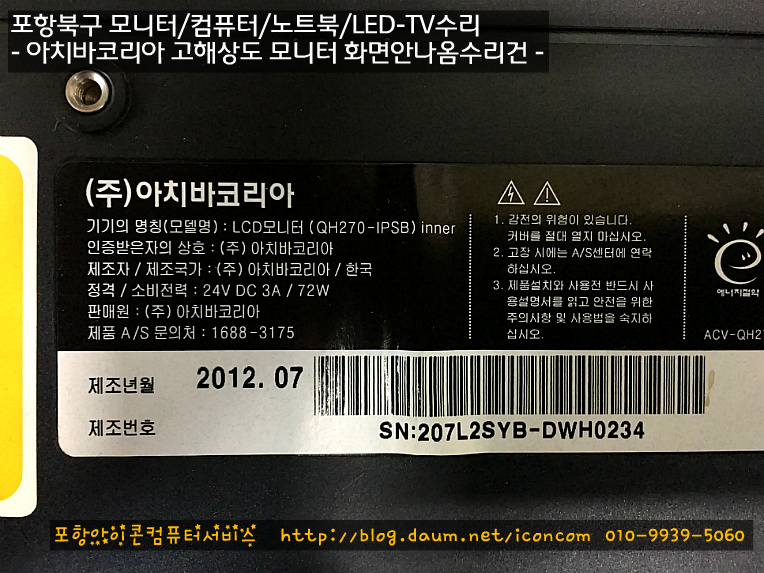 포항북구 모니터/컴퓨터/노트북/LED-TV수리
- 아치바코리아 고해상도 모니터 화면안나옴수리건 -
(주)아치바코리아
기기의 명칭(모델명) : LCD모니터 (QH270-IPSB) inner
인증받은자의 상호 : (주) 아치바코리아
제조자 / 제조국가 : (주) 아치바코리아 / 한국
정격 / 소비전력 : 24V DC 3A / 72W
판매원 : (주) 아치바코리아
제품 A/S 문의처 : 1688-3175
1. 감전의 위험이 있습니다.
커버를 절대 열지 마십시오.
2. 고장 시에는 A/S센터에 연락
하십시오.
3. 제품설치와 사용전 반드시 사
용설명서를 읽고 안전을 위한
주의사항 및 사용법을 숙지하
십시오.
에너지절약
ACV-QH27
제조년월 2012. 07
제조번호 SN:207L2SYB-DWH0234
포항아이콘컴퓨터서비스 http://blog.daum.net/iconcom 010-9939-5060